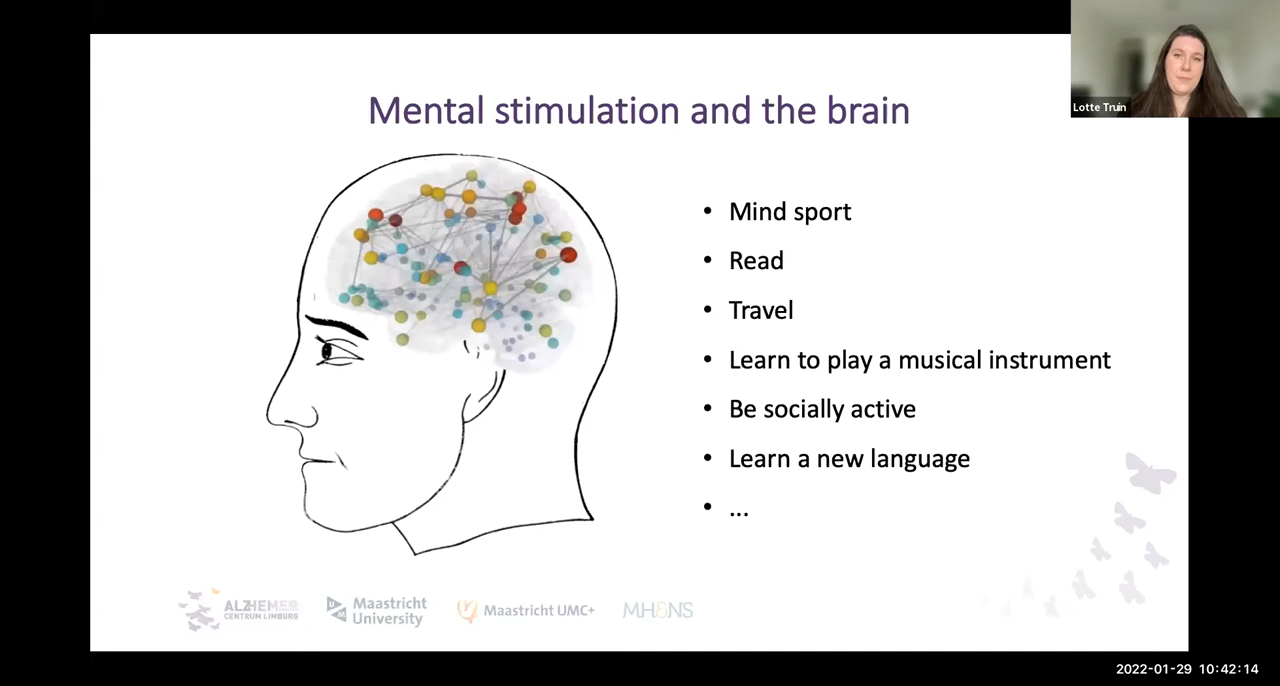 Mental stimulation and the brain
Lotte Truin
• Mind sport
• Read
• Travel
• Learn to play a musical instrument
• Be socially active
• Learn a new language
• ...
ALZHEIMER
CENTRUM LIMBURG
UM
Maastricht
University
Maastricht UMC+
MHeNS
2022-01-29 10:42:14